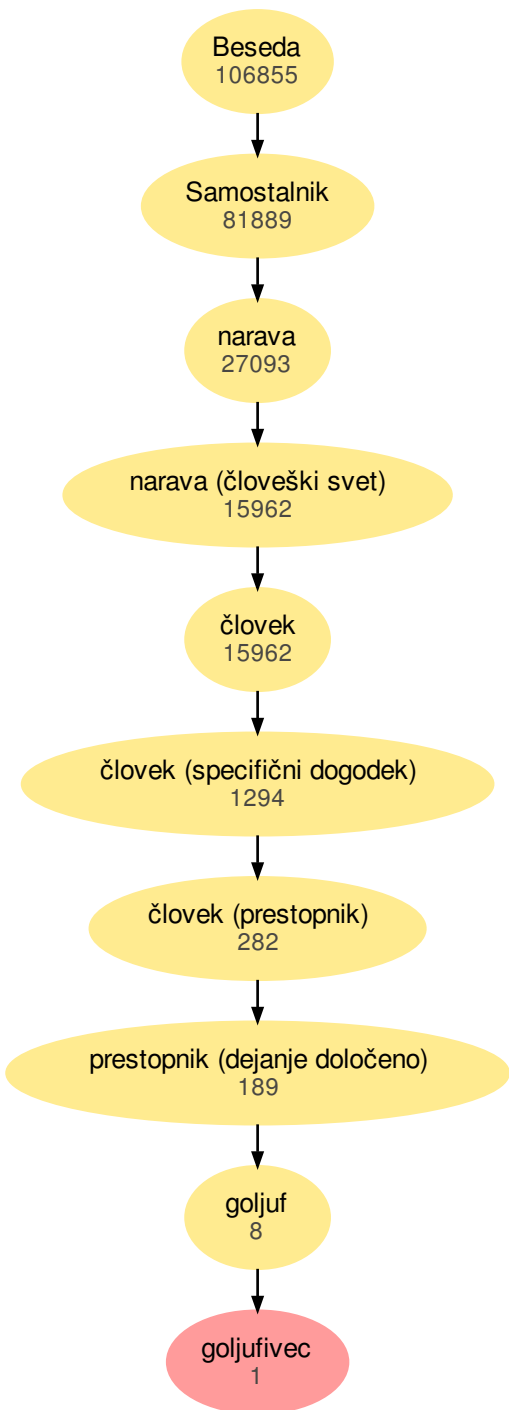 Beseda
106855
Samostalnik
81889
narava
27093
narava (človeški svet)
15962
človek
15962
človek (specifični dogodek)
1294
človek (prestopnik)
282
prestopnik (dejanje določeno)
189
goljuf
8
goljufivec
1